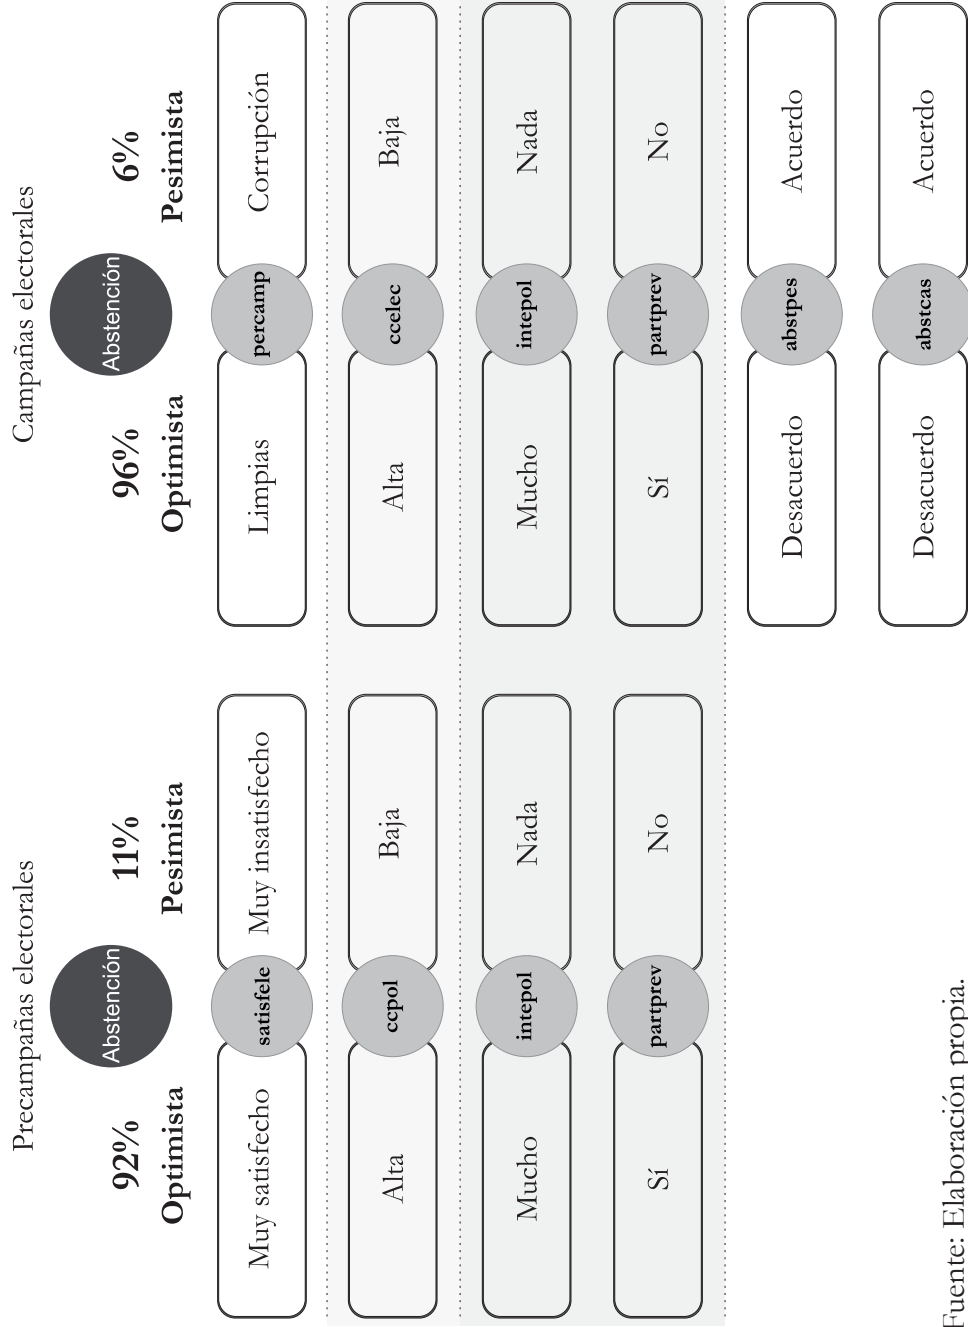 Precampañas electorales
92%
Optimista
Abstención
11%
Pesimista
Muy satisfecho
satisfele
Muy insatisfecho
Alta
ccpol
Baja
Mucho
intepol
Nada
Sí
partprev
No
Campañas electorales
96%
Optimista
Abstención
6%
Pesimista
Limpias
percamp
Corrupción
Alta
ccelec
Baja
Mucho
intepol
Nada
Sí
partprev
No
Desacuerdo
abstpes
Acuerdo
Desacuerdo
abstcas
Acuerdo
Fuente: Elaboración propia.